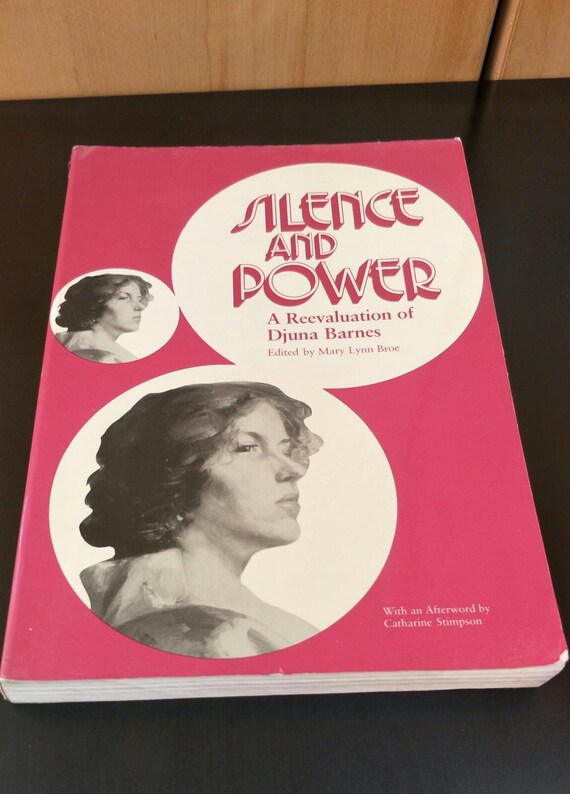 SILENCE
AND
POWER
A Reevaluation of
Djuna Barnes
Edited by Mary Lynn Broe
With an Afterword by
Catharine Stimpson